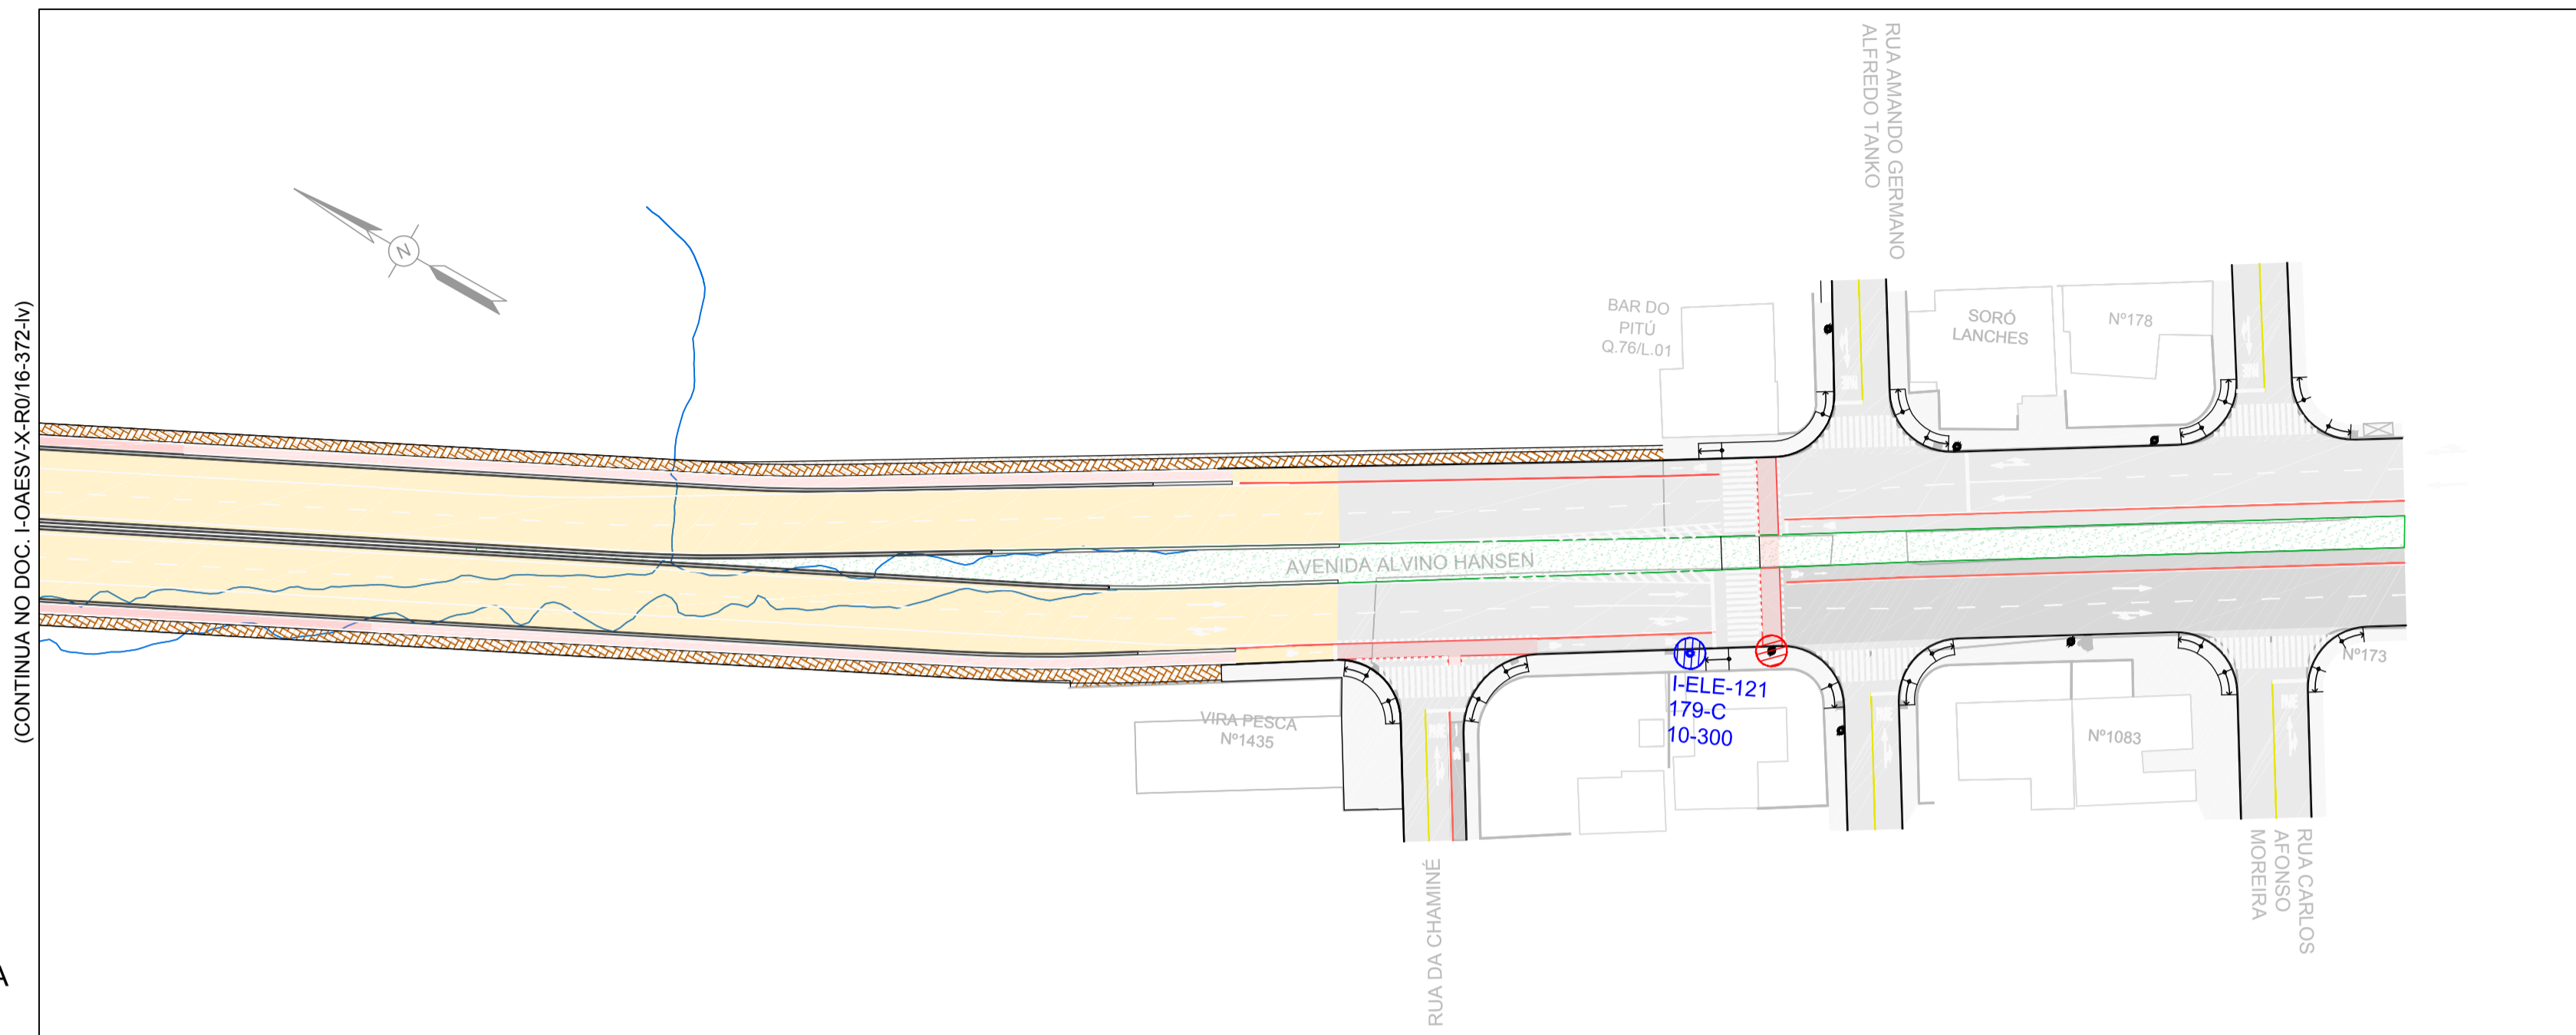 (CONTINUA NO DOC. I-OAESV-X-R0/16-372-Iv)
A
N
RUA AMANDO GERMANO
ALFREDO TANKO
BAR DO
PITÚ
Q.76/L.01
SORÓ
LANCHES
Nº178
AVENIDA ALVINO HANSEN
Nº173
I-ELE-121
179-C
10-300
VIRA PESCA
Nº1435
Nº1083
RUA DA CHAMINÉ
RUA CARLOS
AFONSO
MOREIRA